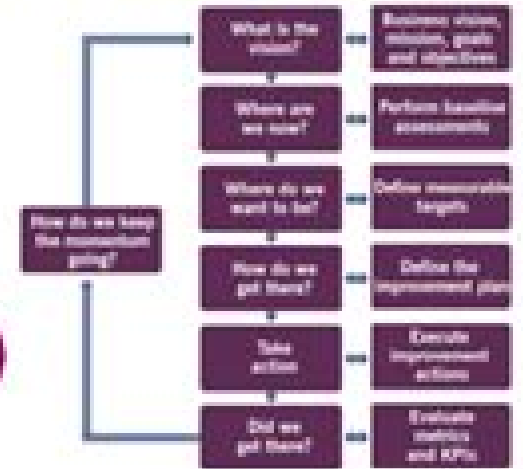 What is the
vision?
Business vision,
mission, goals
and objectives
Where are
we now?
Perform baseline
assessments
Where do we
want to be?
Define measurable
targets
How do we keep
the momentum
going?
How do we
get there?
Define the
improvement plan
Take
action
Execute
improvement
actions
Did we
get there?
Evaluate
metrics
and KPIs